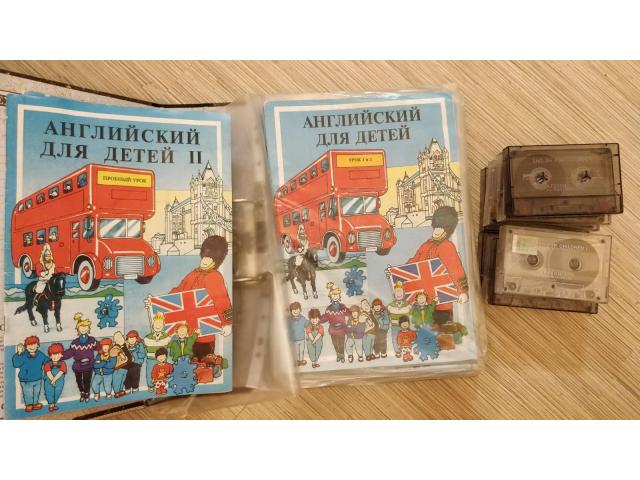 АНГЛИЙСКИЙ
ДЛЯ ДЕТЕЙ II
ПРОБНЫЙ УРОК
АНГЛИЙСКИЙ
ДЛЯ ДЕТЕЙ
УРОК 1 и 2